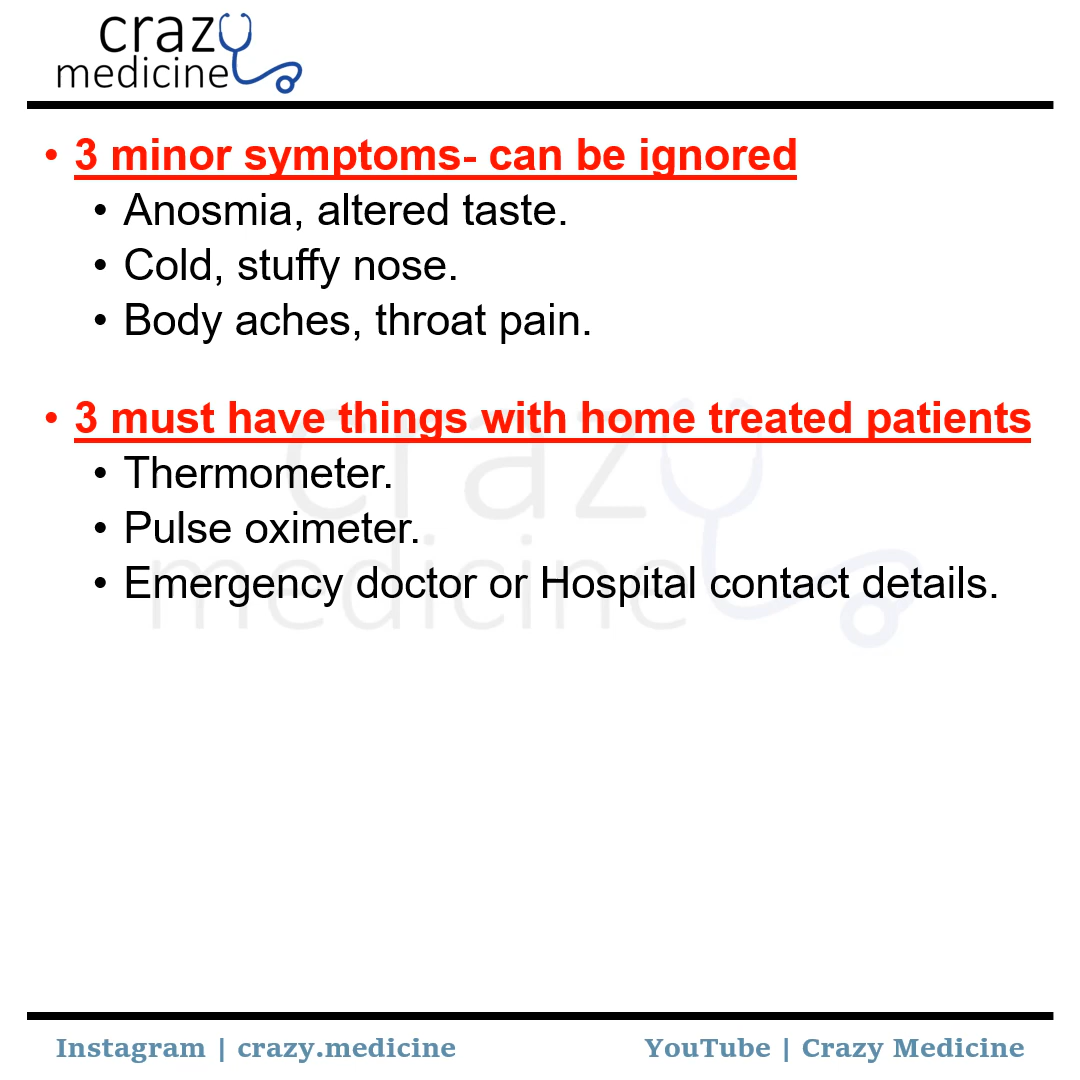 crazy
medicine
• 3 minor symptoms- can be ignored
• Anosmia, altered taste.
• Cold, stuffy nose.
• Body aches, throat pain.
• 3 must have things with home treated patients
• Thermometer.
• Pulse oximeter.
• Emergency doctor or Hospital contact details.
crazy
medicine
Instagram | crazy.medicine YouTube | Crazy Medicine